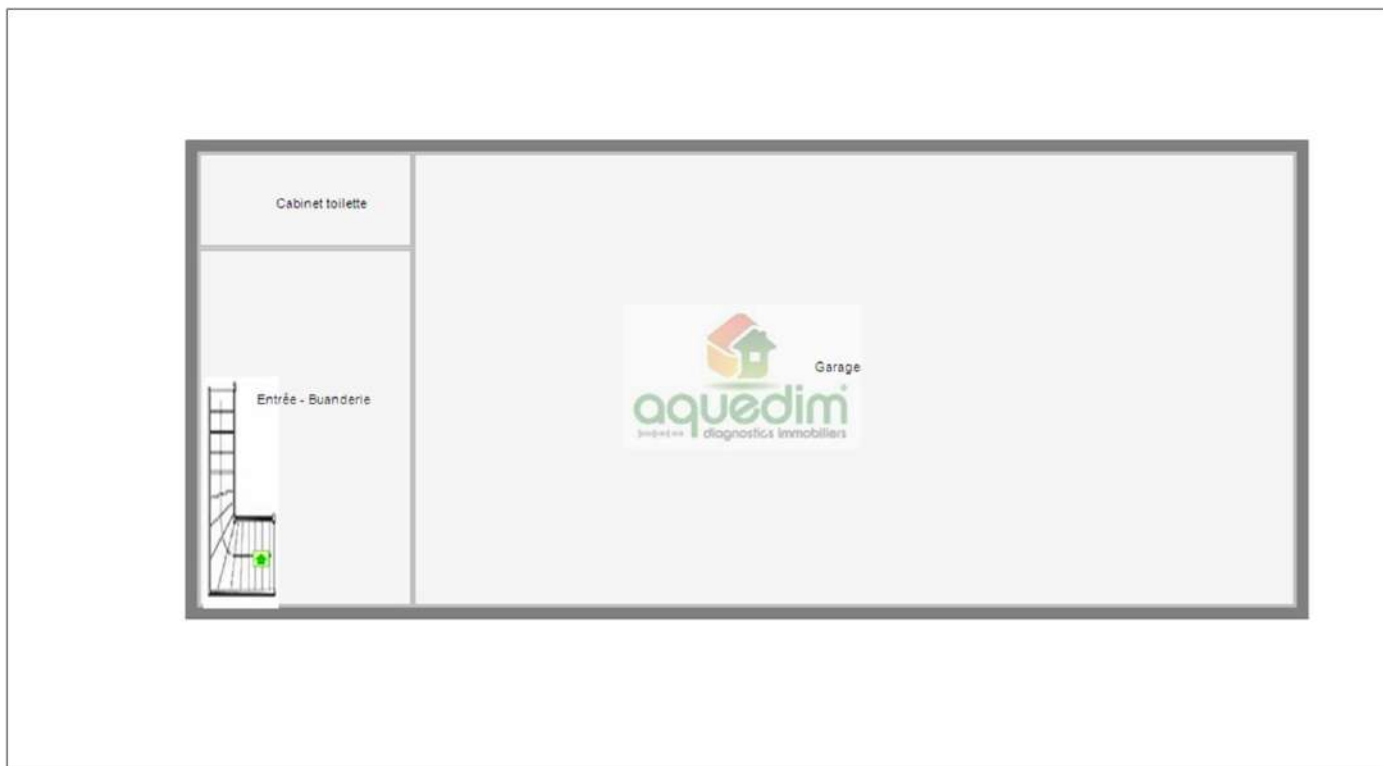 Cabinet toilette
Garage
Entrée - Buanderie
aquedim
diagnostics immobiliers